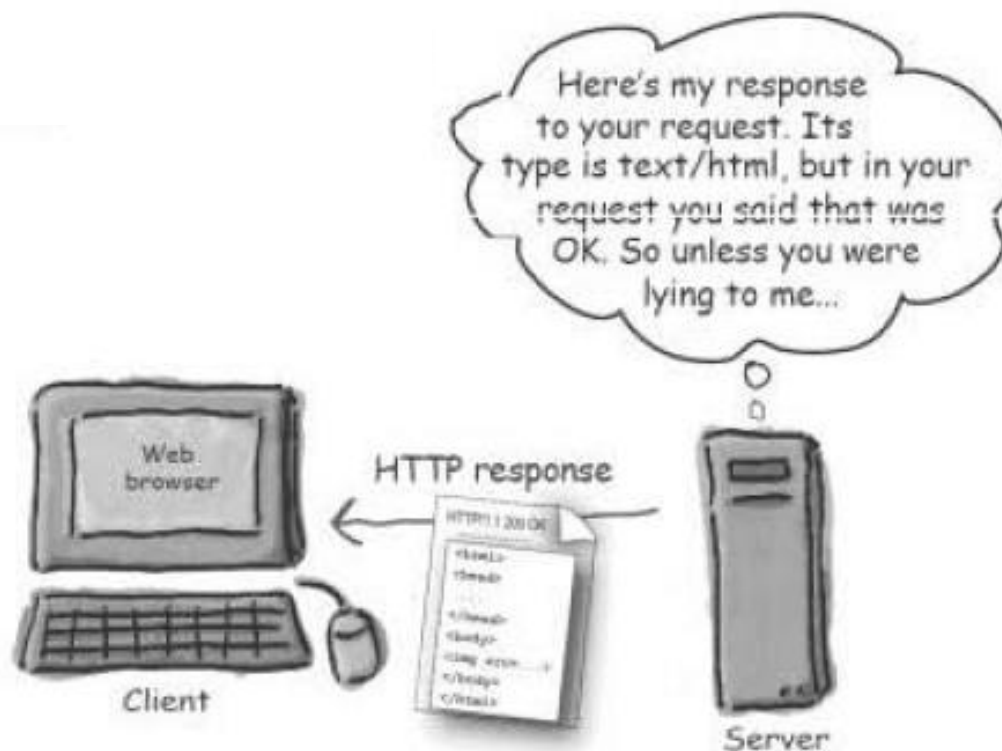 Here's my response
to your request. Its
type is text/html, but in your
request you said that was
OK. So unless you were
lying to me...
Web
browser
HTTP response
HTTP/1.1 200 OK
<html>
<head>
...
</head>
<body>
<img src=....>
</body>
</html>
Client
Server